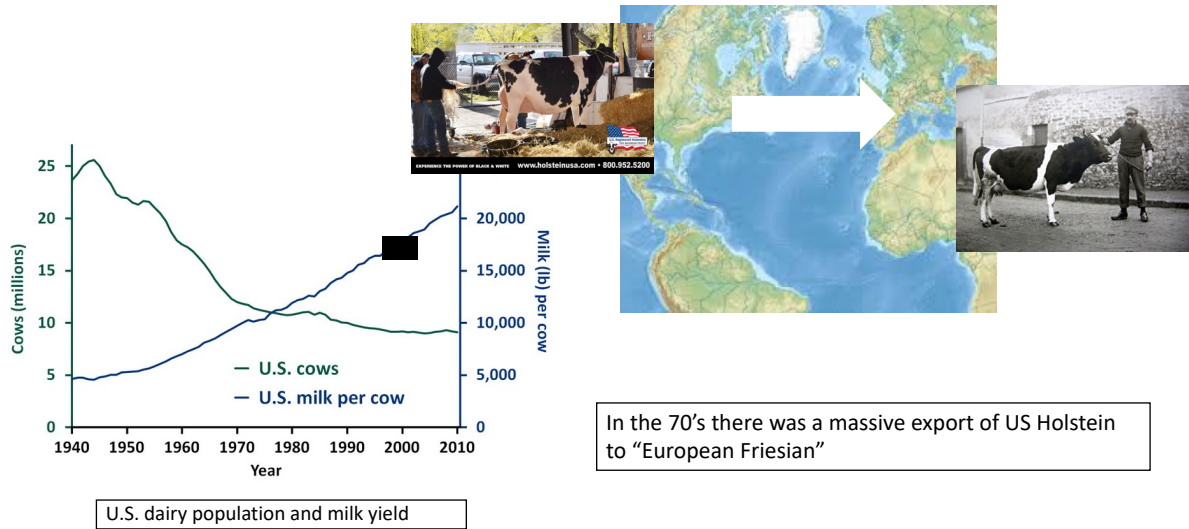 EXPERIENCE THE POWER OF BLACK & WHITE www.holsteinusa.com • 800.952.5200
Cows (millions)
25
20
15
10
5
0
20,000
15,000
10,000
5,000
0
Milk (lb) per
cow
U.S. cows
U.S. milk per cow
1940 1950 1960 1970 1980 1990 2000 2010
Year
U.S. dairy population and milk yield
In the 70's there was a massive export of US Holstein
to “European Friesian”